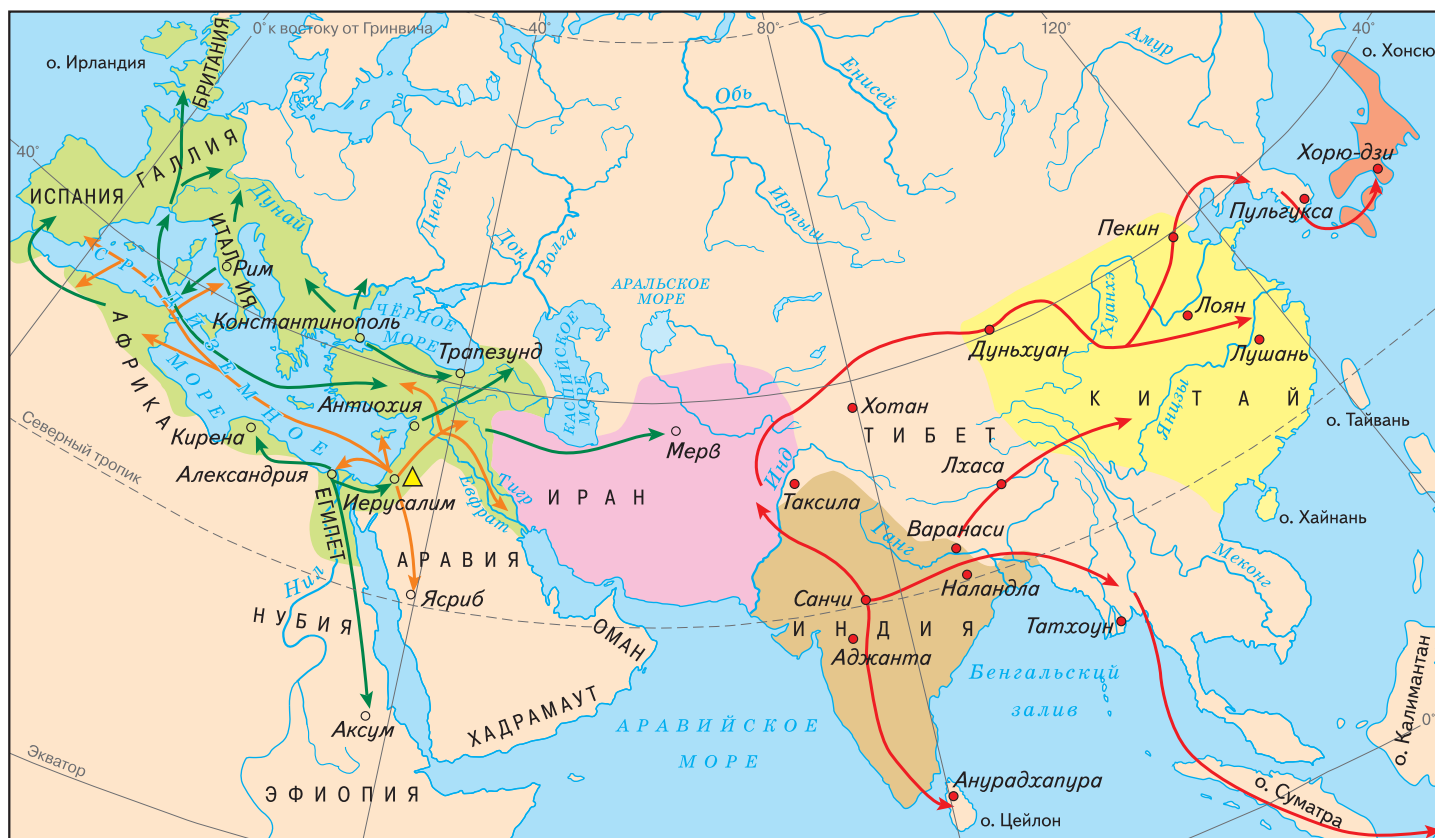 0° к востоку от Гринвича
40°
80°
120°
40°
о. Ирландия
БРИТАНИЯ
Обь
Енисей
Амур
о. Хонсю
40°
ГАЛЛИЯ
ИСПАНИЯ
Дунай
Днепр
Дон
Волга
Иртыш
Хорю-дзи
Пульгукса
Пекин
ИТАЛИЯ
Рим
СРЕДИЗЕМНОЕ
МОРЕ
АРАЛЬСКОЕ
МОРЕ
Хуанхэ
Лоян
Константинополь
ЧЁРНОЕ
МОРЕ
КАСПИЙСКОЕ
МОРЕ
Дуньхуан
Лушань
АФРИКА
Трапезунд
Антиохия
Хотан
КИТАЙ
Янцзы
о. Тайвань
Северный тропик
Кирена
Мерв
ТИБЕТ
Лхаса
Александрия
Иерусалим
Тигр
Евфрат
ИРАН
Инд
Таксила
о. Хайнань
ЕГИПЕТ
Варанаси
Ганг
АРАВИЯ
Наландла
Меконг
Нил
Ясриб
Санчи
НУБИЯ
ОМАН
ИНДИЯ
Татхоун
Аджанта
Бенгальский
залив
Аксум
ХАДРАМАУТ
АРАВИЙСКОЕ
МОРЕ
о. Калимантан
0°
Экватор
ЭФИОПИЯ
Анурадхапура
о. Цейлон
о. Суматра